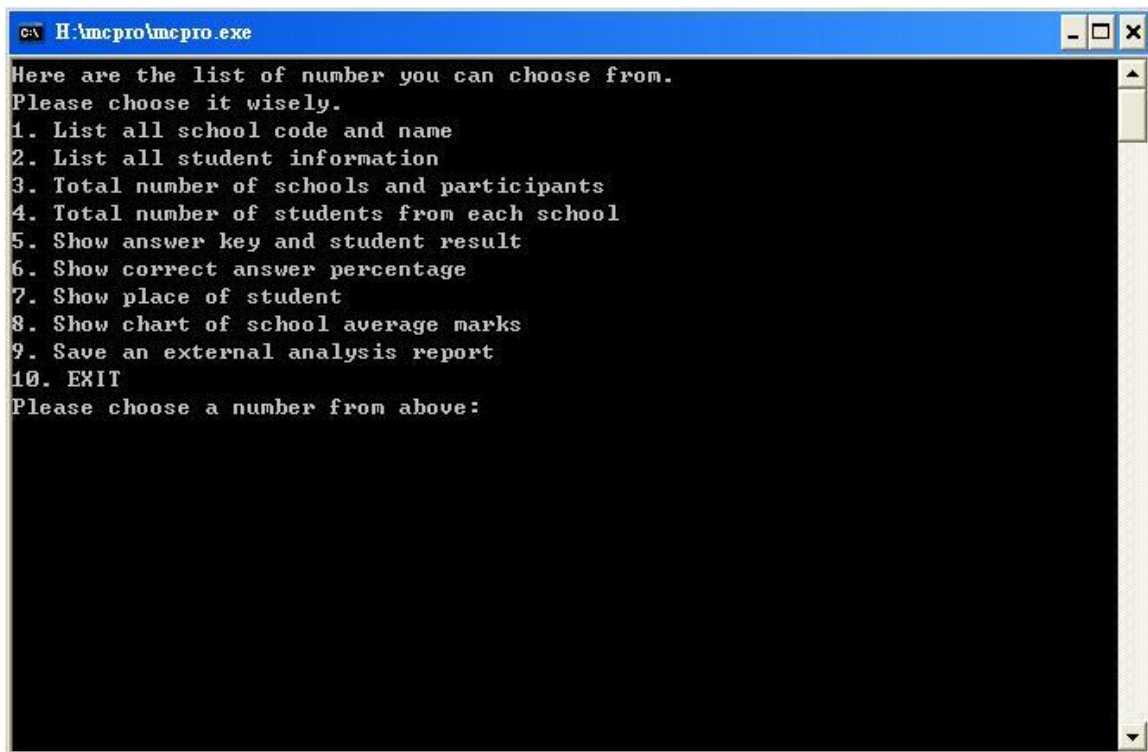 H:\mcpro\mcpro.exe
Here are the list of number you can choose from.
Please choose it wisely.
1. List all school code and name
2. List all student information
3. Total number of schools and participants
4. Total number of students from each school
5. Show answer key and student result
6. Show correct answer percentage
7. Show place of student
8. Show chart of school average marks
9. Save an external analysis report
10. EXIT
Please choose a number from above: